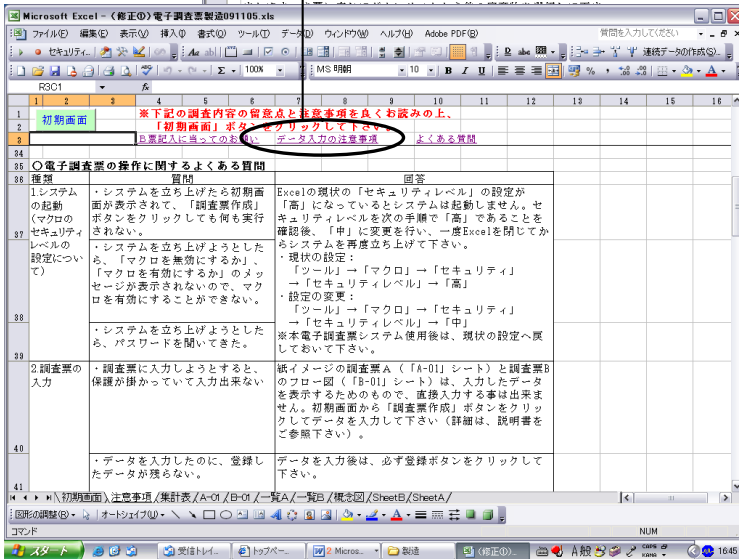 Microsoft Excel - (修正①)電子調査票製造091105.xls
ファイル(F) 編集(E) 表示(V) 挿入(I) 書式(O) ツール(T) データ(D) ウィンドウ(W) ヘルプ(H) Adobe PDF(B)
質問を入力してください
セキュリティ...
連続データの作成(S)...
100%
MS 明朝
10
B I U
R3C1
fx
1 2 3 4 5 6 7 8 9 10 11 12 13 14 15 16
初期画面
※下記の調査内容の留意点と注意事項を良くお読みの上、
「初期画面」ボタンをクリックして下さい。
B票記入に当ってのお願い データ入力の注意事項 よくある質問
〇電子調査票の操作に関するよくある質問
種類 質問 回答
1.システムの起動
(マクロの
セキュリティ
レベルの
設定につい
て)
・システムを立ち上げたら初期画
面が表示されて、「調査票作成」
ボタンをクリックしても何も実行
されない。
・システムを立ち上げようとした
ら、「マクロを無効にするか」、
「マクロを有効にするか」のメッ
セージが表示されないので、マク
ロを有効にすることができない。
・システムを立ち上げようとした
ら、パスワードを聞いてきた。
Excelの現状の「セキュリティレベル」の設定が
「高」になっているとシステムは起動しません。セ
キュリティレベルを次の手順で「高」であることを
確認後、「中」に変更を行い、一度Excelを閉じてか
らシステムを再度立ち上げて下さい。
・現状の設定:
「ツール」→「マクロ」→「セキュリティ」
→「セキュリティレベル」→「高」
・設定の変更:
「ツール」→「マクロ」→「セキュリティ」
→「セキュリティレベル」→「中」
※本電子調査票システム使用後は、現状の設定へ戻
しておいて下さい。
2.調査票の
入力
・調査票に入力しようとすると、
保護が掛かっていて入力出来ない
紙イメージの調査票A(「A-01」シート)と調査票B
のフロー図(「B-01」シート)は、入力したデータ
を表示するためのもので、直接入力する事は出来ま
せん。初期画面から「調査票作成」ボタンをクリッ
クしてデータを入力して下さい(詳細は、説明書を
ご参照下さい)。
・データを入力したのに、登録し
たデータが残らない。
データを入力後は、必ず登録ボタンをクリックして
下さい。
1
2
3
34
35
36
37
38
39
40
41
初期画面/注意事項/集計表/A-01/B-01/一覧A/一覧B/概念図/SheetB/SheetA/
図形の調整(R) オートシェイプ(U)
コマンド
NUM
スタート
受信トレイ...
トップペー...
2 Micros...
製造
(修正①)...
A 般
CAPS
KANA
16:45